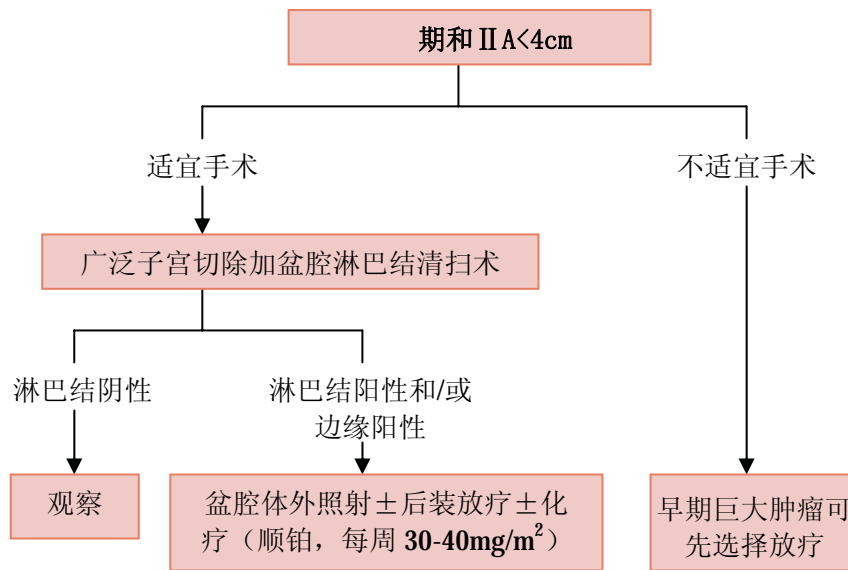 期和ⅡA<4cm
适宜手术
不适宜手术
广泛子宫切除加盆腔淋巴结清扫术
淋巴结阴性
淋巴结阳性和/或
边缘阳性
观察
盆腔体外照射±后装放疗±化
疗（顺铂，每周 30-40mg/m²）
早期巨大肿瘤可
先选择放疗